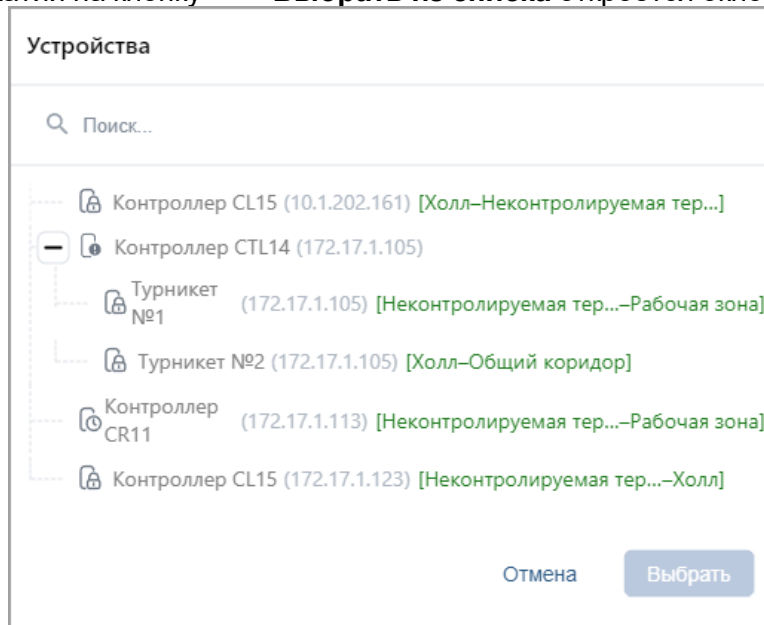 Выбрать из списка
Устройства
Поиск...
Контроллер CL15 (10.1.202.161) [Холл–Неконтролируемая тер...]
Контроллер CTL14 (172.17.1.105)
Турникет №1 (172.17.1.105) [Неконтролируемая тер...–Рабочая зона]
Турникет №2 (172.17.1.105) [Холл–Общий коридор]
Контроллер CR11 (172.17.1.113) [Неконтролируемая тер...–Рабочая зона]
Контроллер CL15 (172.17.1.123) [Неконтролируемая тер...–Холл]
Отмена Выбрать